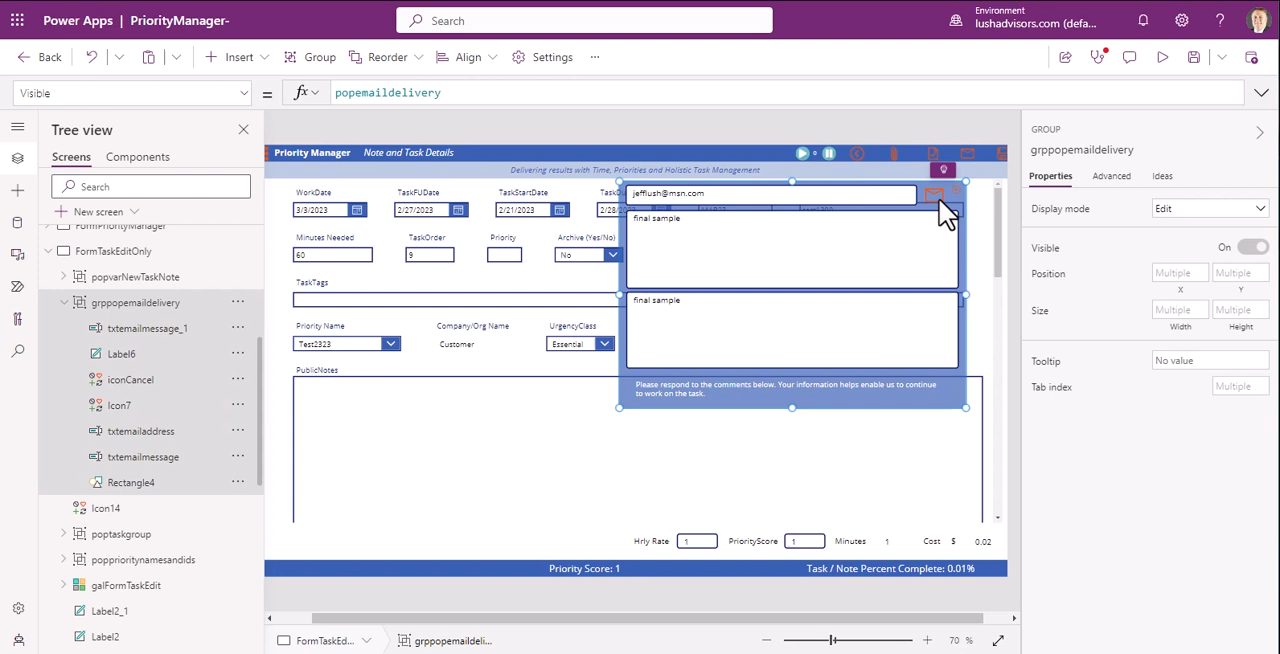 Power Apps | PriorityManager-
Search
Environment
lushadvisors.com (defa...
?
Back
Insert
Group
Reorder
Align
Settings
...
Visible
=
fx
popemaildelivery
Tree view
Screens
Components
Search
New screen
FormPriorityManager
FormTaskEditOnly
popvarNewTaskNote
grppopemaildelivery
txtemailmessage_1
Label6
iconCancel
Icon7
txtemailaddress
txtemailmessage
Rectangle4
Icon14
poptaskgroup
popprioritynamesandids
galFormTaskEdit
Label2_1
Label2
Priority Manager
Note and Task Details
0
Delivering results with Time, Priorities and Holistic Task Management
WorkDate
TaskFUDate
TaskStartDate
3/3/2023
2/27/2023
2/21/2023
2/28/
Minutes Needed
TaskOrder
Priority
Archive (Yes/No)
60
9
No
TaskTags
Priority Name
Company/Org Name
UrgencyClass
Test2323
Customer
Essential
PublicNotes
jefflush@msn.com
final sample
final sample
Please respond to the comments below. Your information helps enable us to continue
to work on the task.
Hrly Rate
1
PriorityScore
1
Minutes
1
Cost
$
0.02
Priority Score: 1
Task / Note Percent Complete: 0.01%
FormTaskEd...
grppopemaildeli...
70 %
GROUP
grppopemaildelivery
Properties
Advanced
Ideas
Display mode
Edit
Visible
On
Position
Multiple
Multiple
X
Y
Size
Multiple
Multiple
Width
Height
Tooltip
No value
Tab index
Multiple